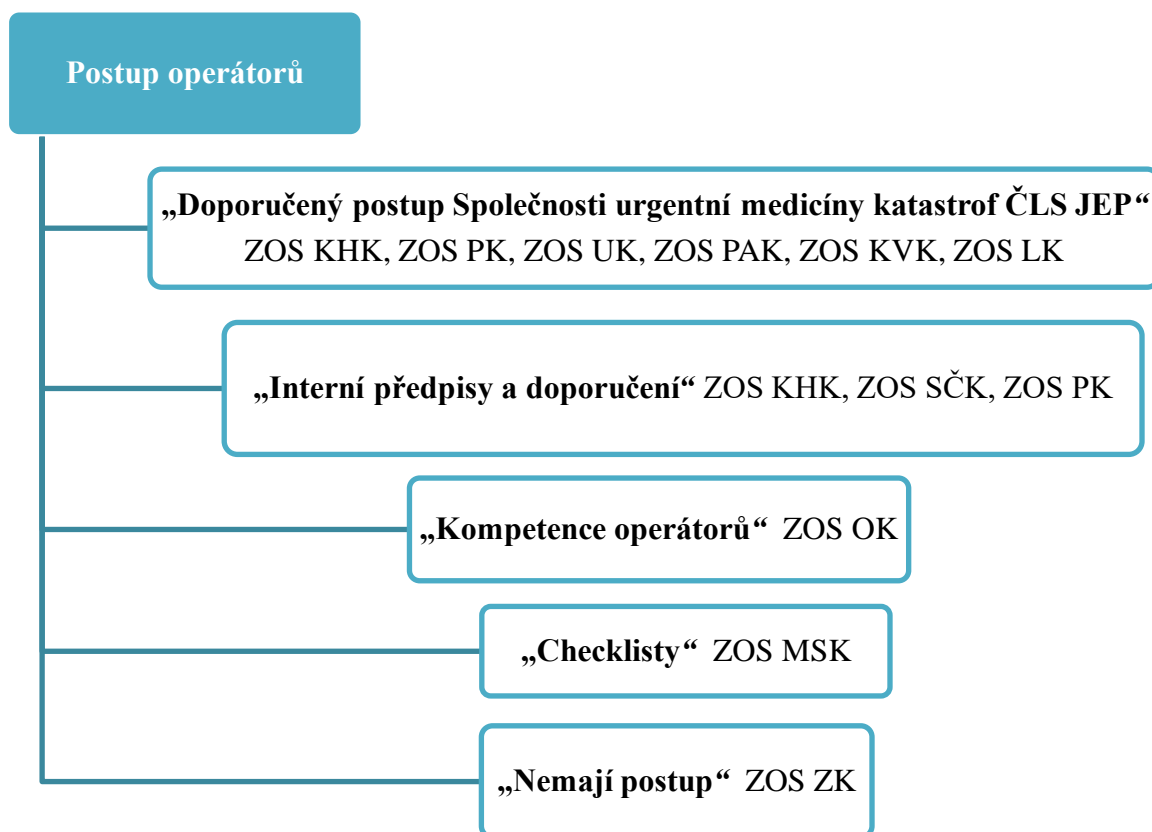 Postup operátorů
„Doporučený postup Společnosti urgentní medicíny katastrof ČLS JEP“
ZOS KHK, ZOS PK, ZOS UK, ZOS PAK, ZOS KVK, ZOS LK
„Interní předpisy a doporučení“ ZOS KHK, ZOS SČK, ZOS PK
„Kompetence operátorů“ ZOS OK
„Checklisty“ ZOS MSK
„Nemají postup“ ZOS ZK